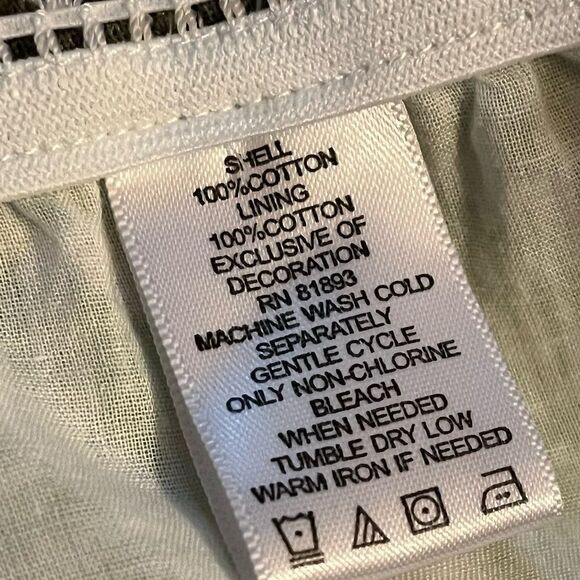 SHELL
100%COTTON
LINING
100%COTTON
EXCLUSIVE OF
DECORATION
RN 81893
MACHINE WASH COLD
SEPARATELY
GENTLE CYCLE
ONLY NON-CHLORINE
BLEACH
WHEN NEEDED
TUMBLE DRY LOW
WARM IRON IF NEEDED